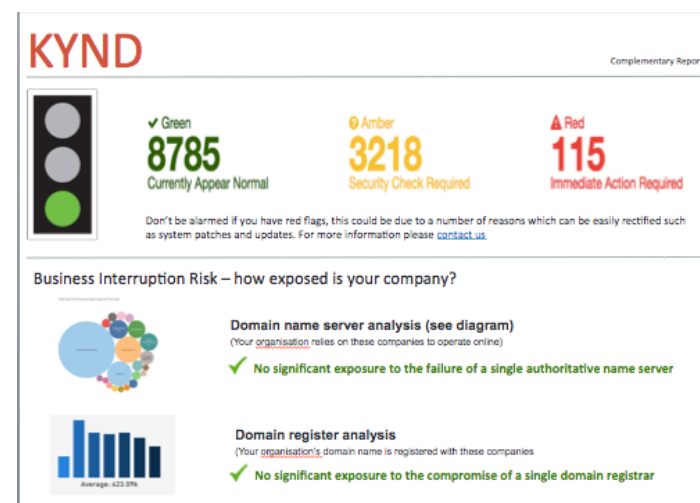 KYND
Complementary Repor
Green
Amber
Red
8785
3218
115
Currently Appear Normal
Security Check Required
Immediate Action Required
Don't be alarmed if you have red flags, this could be due to a number of reasons which can be easily rectified such
as system patches and updates. For more information please contact us
Business Interruption Risk – how exposed is your company?
Domain name server analysis (see diagram)
(Your organisation relies on these companies to operate online)
No significant exposure to the failure of a single authoritative name server
Average: 423.09k
Domain register analysis
(Your organisation's domain name is registered with these companies
No significant exposure to the compromise of a single domain registrar